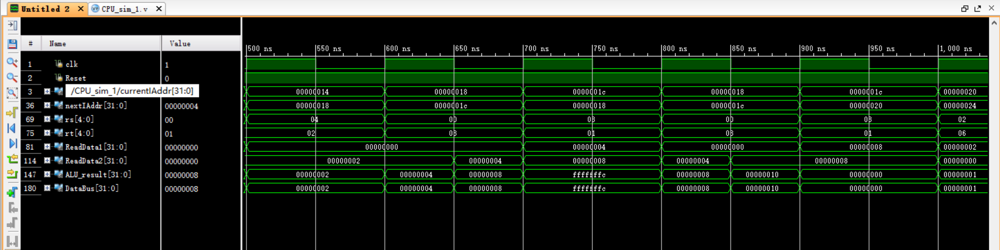 Untitled 2 × CPU_sim_1.v ×
# Name Value
500 ns 550 ns 600 ns 650 ns 700 ns 750 ns 800 ns 850 ns 900 ns 950 ns 1,000 ns
1 clk 1
2 Reset 0
3 /CPU_sim_1/currentIAddr[31:0] 00000014 00000018 0000001c 00000018 0000001c 00000020
36 nextIAddr[31:0] 00000004 00000018 0000001c 00000018 0000001c 00000020 00000024
69 rs[4:0] 00 04 00 03 00 03 02
75 rt[4:0] 01 02 03 01 03 01 06
81 ReadData1[31:0] 00000000 00000000 00000004 00000000 00000008 00000002
114 ReadData2[31:0] 00000000 00000002 00000004 00000008 00000004 00000008 00000000
147 ALU_result[31:0] 00000008 00000002 00000004 00000008 fffffffc 00000008 00000010 00000000 00000001
180 DataBus[31:0] 00000008 00000002 00000004 00000008 fffffffc 00000008 00000010 00000000 00000001